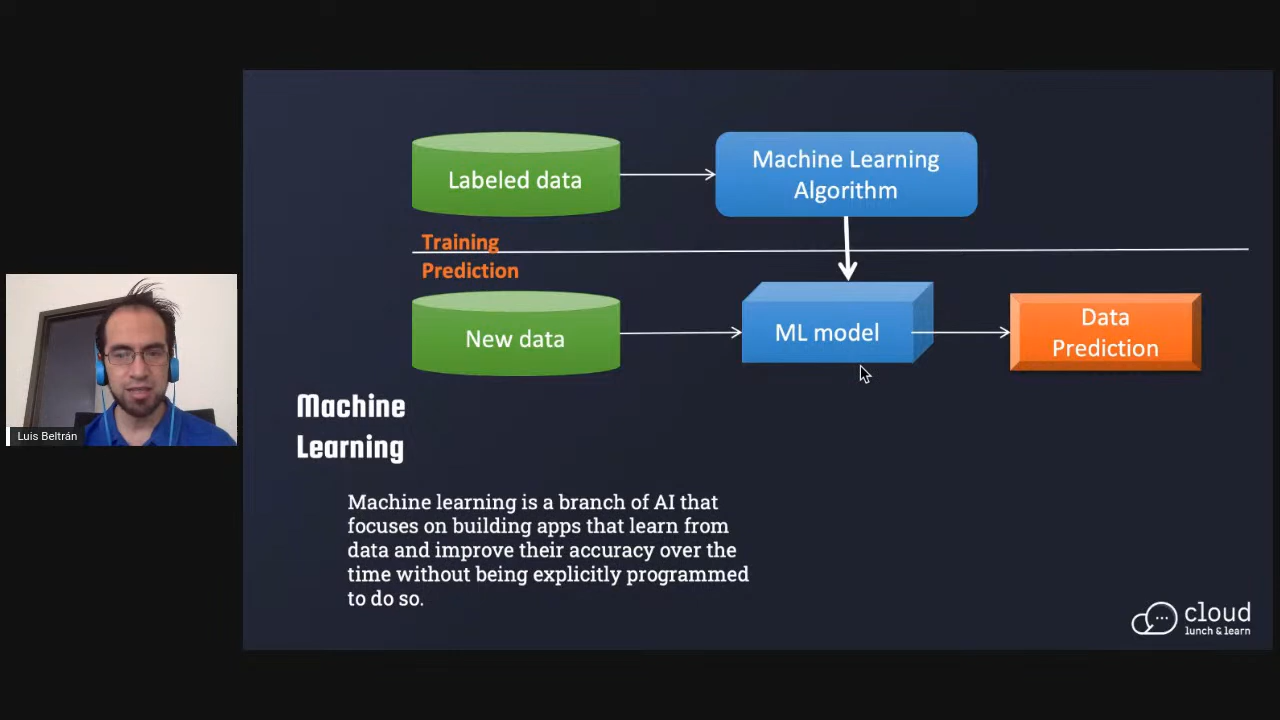 Labeled data
Machine Learning
Algorithm
Training
Prediction
New data
ML model
Data
Prediction
Luis Beltrán
Machine
Learning
Machine learning is a branch of AI that
focuses on building apps that learn from
data and improve their accuracy over the
time without being explicitly programmed
to do so.
cloud
lunch & learn